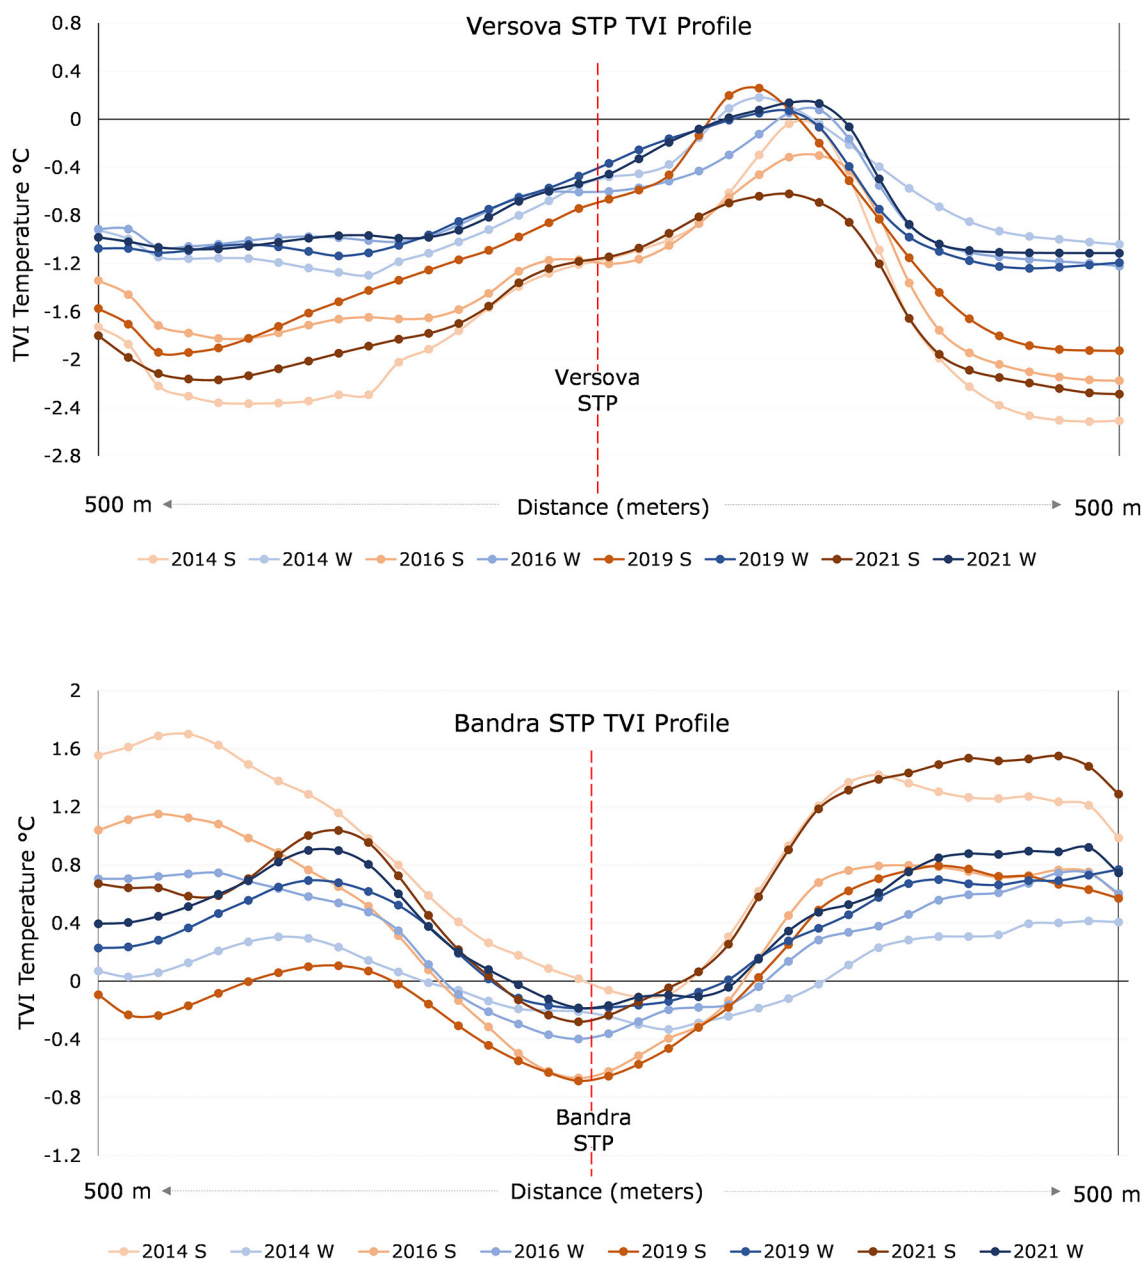 Versova STP TVI Profile
0.8
0.4
0
-0.4
-0.8
-1.2
-1.6
-2
-2.4
-2.8
TVI Temperature °C
Versova
STP
500 m
Distance (meters)
500 m
2014 S 2014 W 2016 S 2016 W 2019 S 2019 W 2021 S 2021 W
Bandra STP TVI Profile
2
1.6
1.2
0.8
0.4
0
-0.4
-0.8
-1.2
TVI Temperature °C
Bandra
STP
500 m
Distance (meters)
500 m
2014 S 2014 W 2016 S 2016 W 2019 S 2019 W 2021 S 2021 W